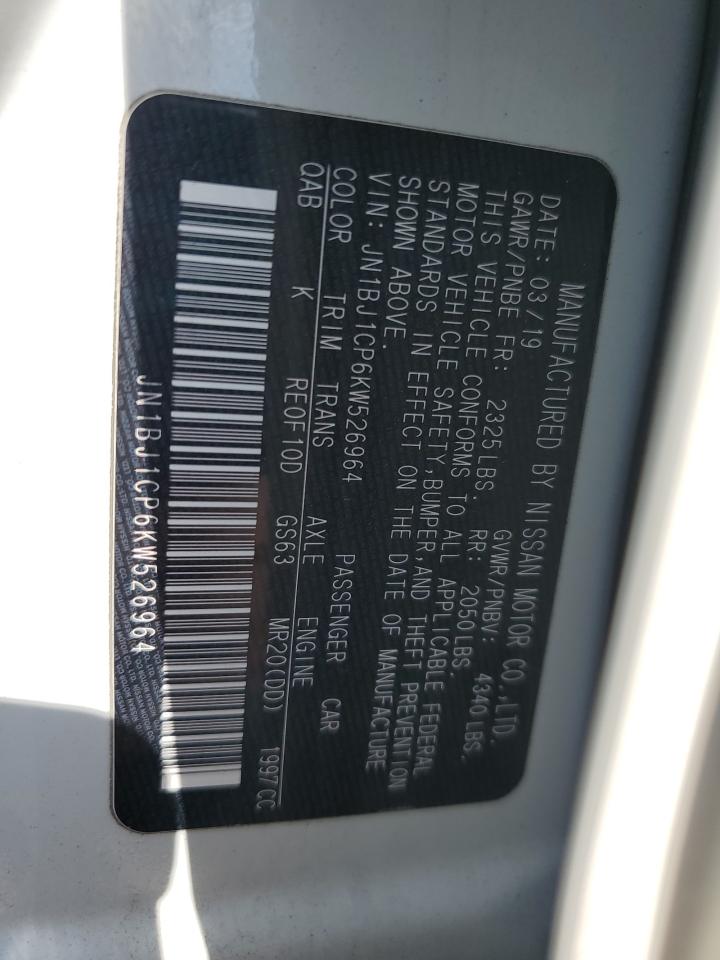 MANUFACTURED BY NISSAN MOTOR CO.,LTD.
DATE: 03/19 GVWR/PNBV: 4340LBS.
GAWR/PNBE FR: 2325LBS. RR: 2050LBS.
THIS VEHICLE CONFORMS TO ALL APPLICABLE FEDERAL
MOTOR VEHICLE SAFETY,BUMPER,AND THEFT PREVENTION
STANDARDS IN EFFECT ON THE DATE OF MANUFACTURE
SHOWN ABOVE.
VIN: JN1BJ1CP6KW526964 PASSENGER CAR
COLOR TRIM TRANS AXLE ENGINE
QAB K RE0F10D GS63 MR20(DD) 1997CC
JN1BJ1CP6KW526964